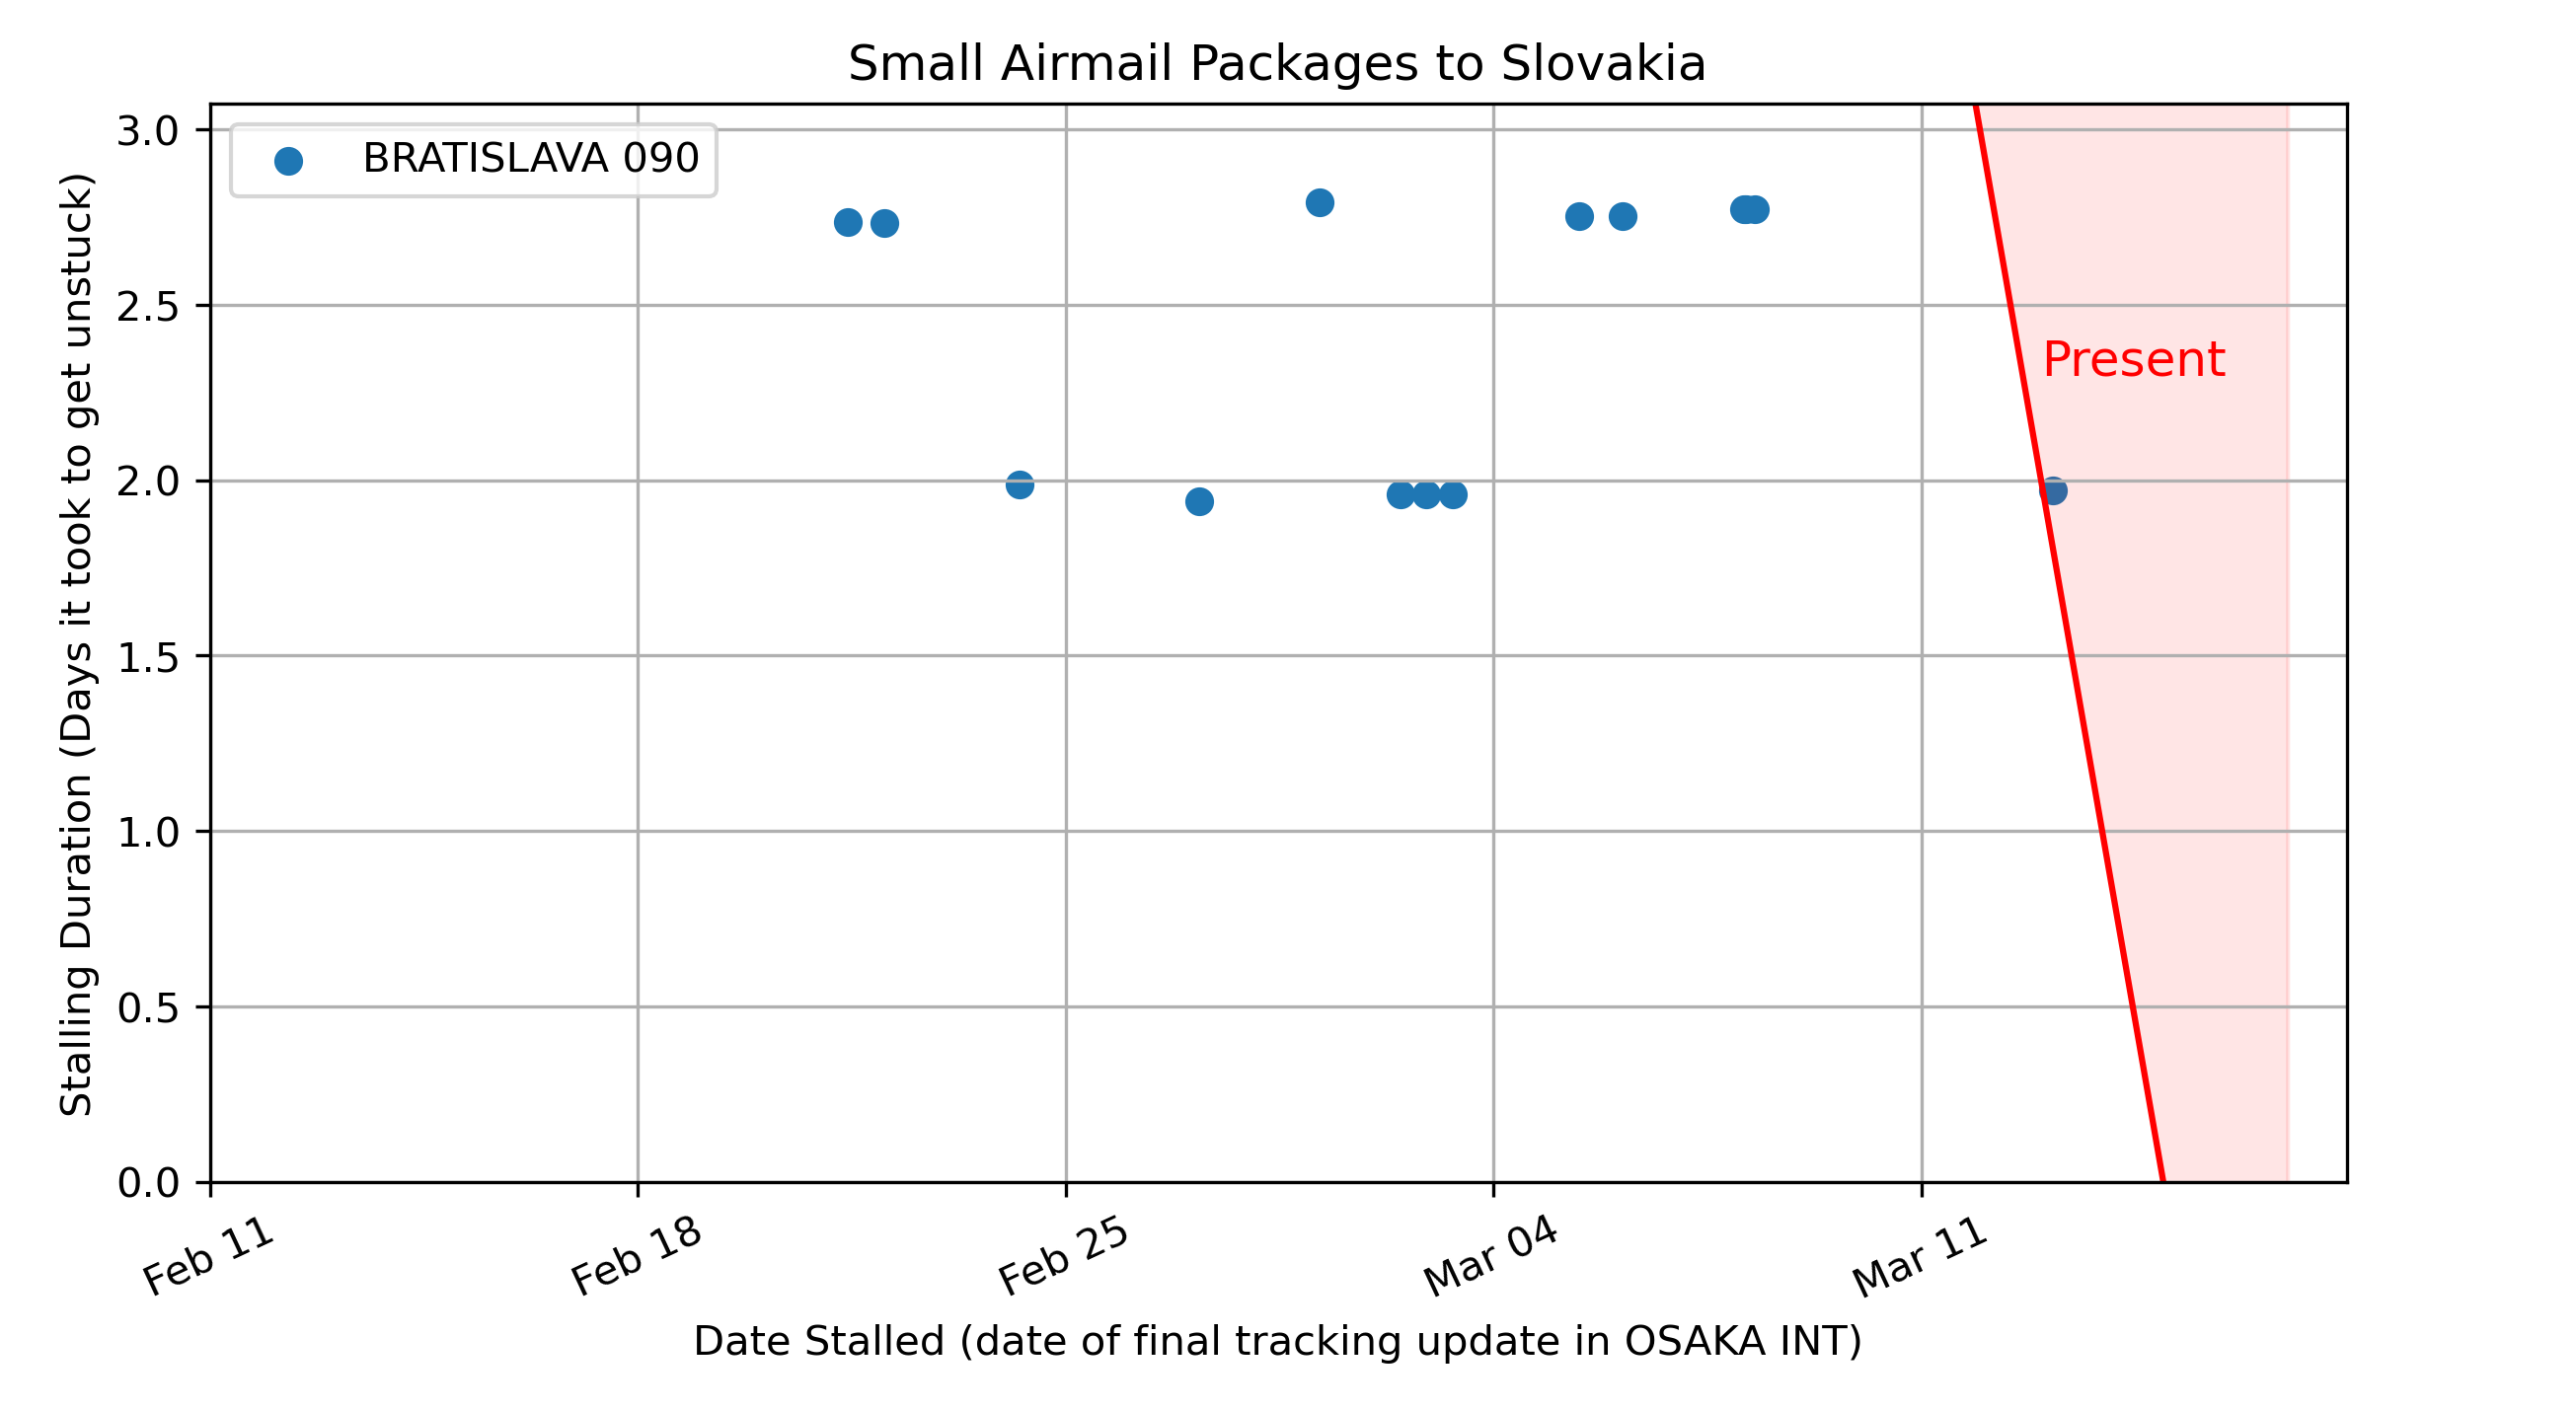 Small Airmail Packages to Slovakia
BRATISLAVA 090
Present
Stalling Duration (Days it took to get unstuck)
3.0
2.5
2.0
1.5
1.0
0.5
0.0
Feb 11
Feb 18
Feb 25
Mar 04
Mar 11
Date Stalled (date of final tracking update in OSAKA INT)